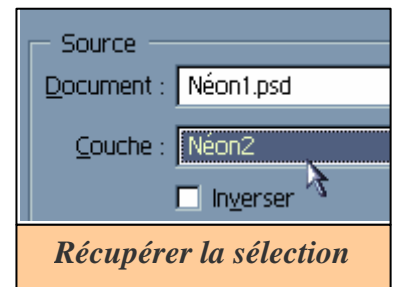 Source
Document : Néon1.psd
Couche : Néon2
Inverser
Récupérer la sélection